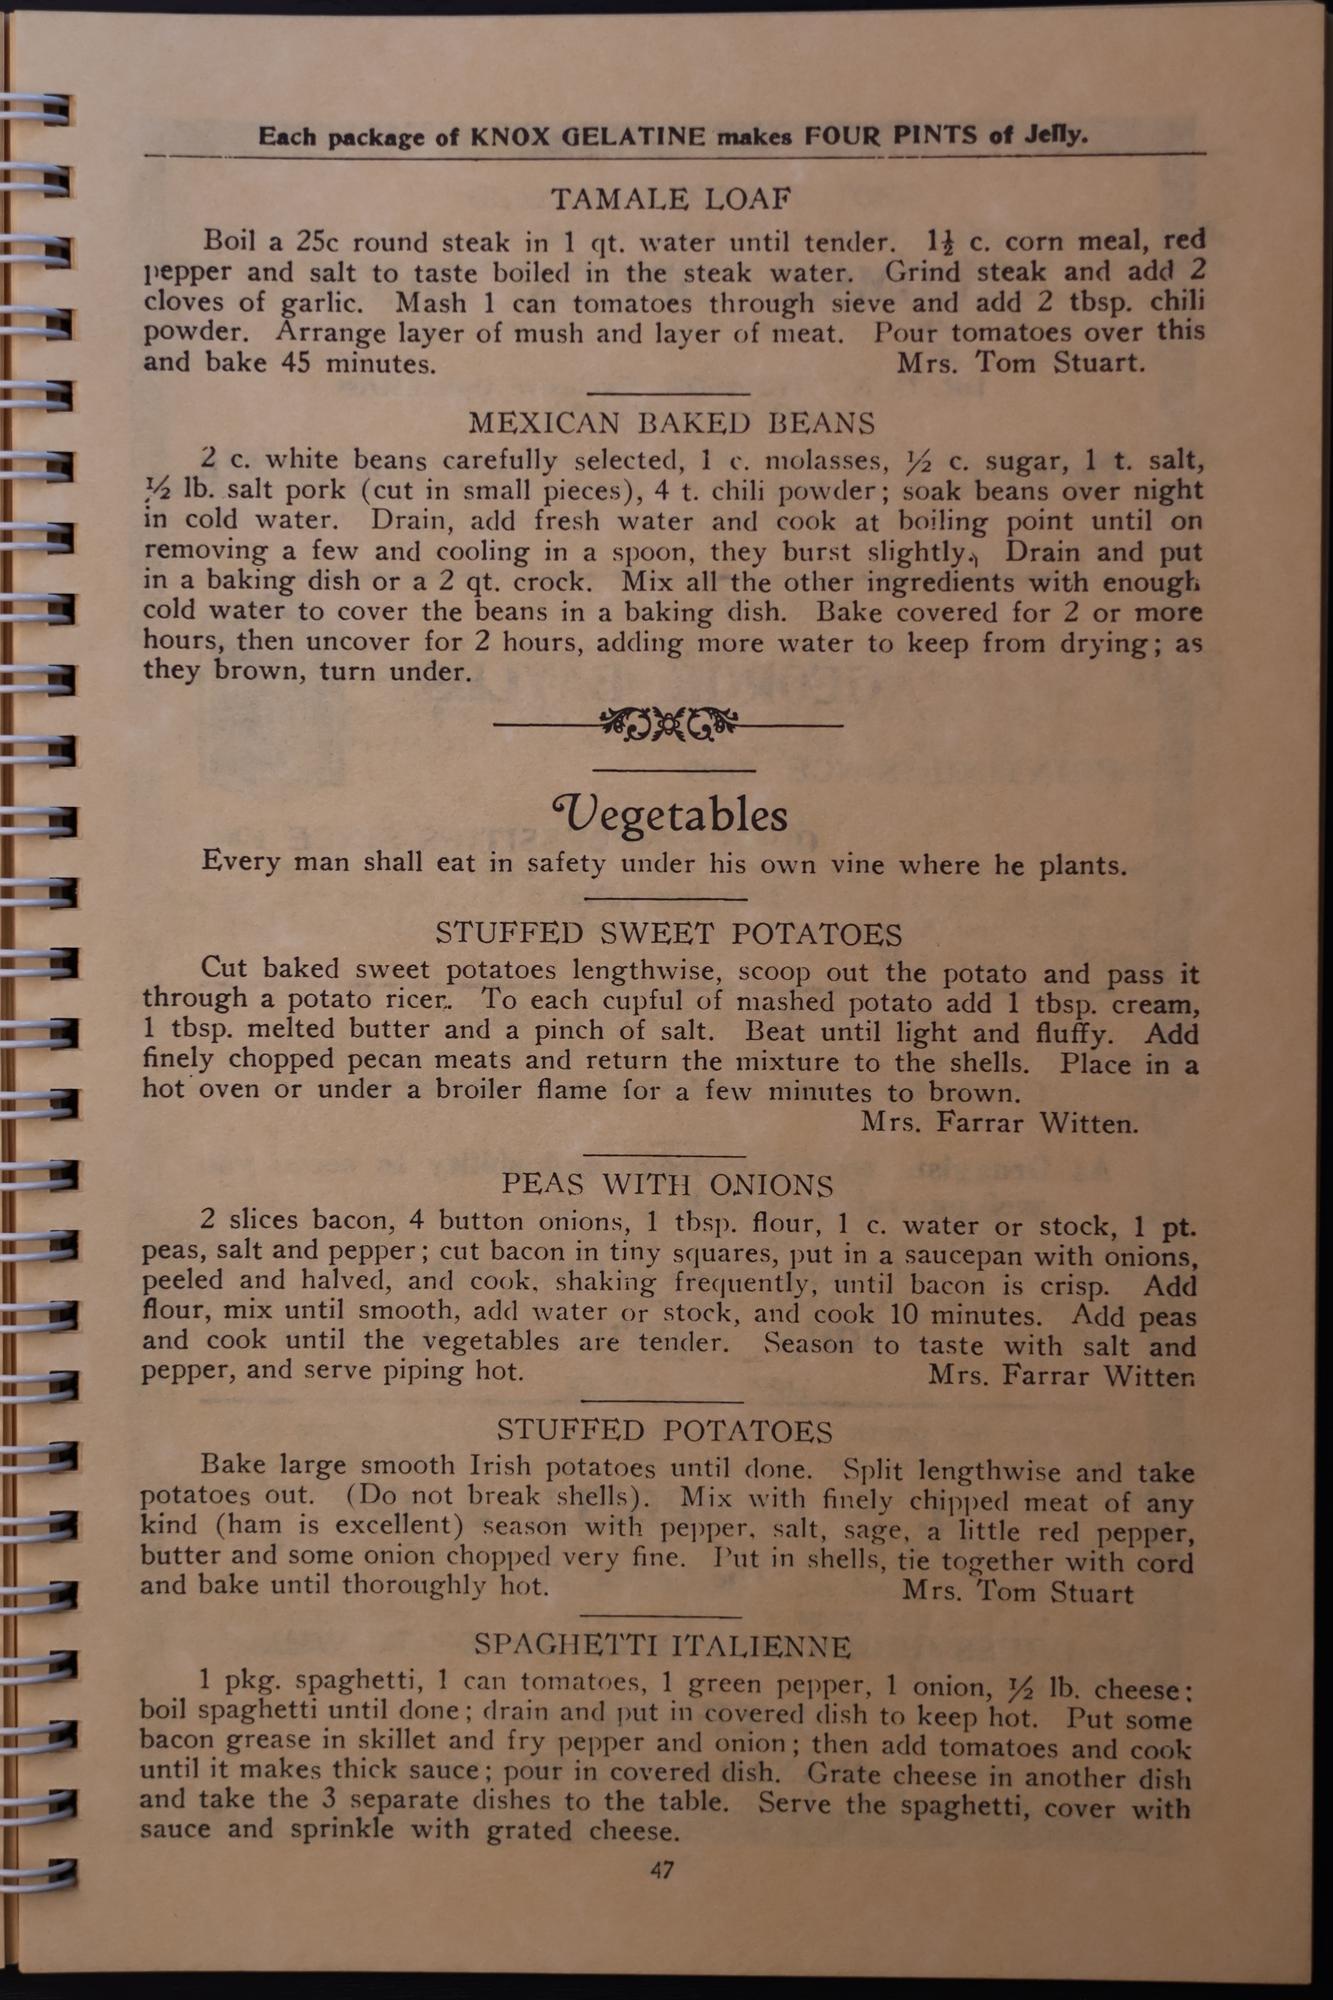 Each package of KNOX GELATINE makes FOUR PINTS of Jelly.
TAMALE LOAF
Boil a 25c round steak in 1 qt. water until tender. 1½ c. corn meal, red
pepper and salt to taste boiled in the steak water. Grind steak and add 2
cloves of garlic. Mash 1 can tomatoes through sieve and add 2 tbsp. chili
powder. Arrange layer of mush and layer of meat. Pour tomatoes over this
and bake 45 minutes. Mrs. Tom Stuart.
MEXICAN BAKED BEANS
2 c. white beans carefully selected, 1 c. molasses, ½ c. sugar, 1 t. salt,
½ lb. salt pork (cut in small pieces), 4 t. chili powder; soak beans over night
in cold water. Drain, add fresh water and cook at boiling point until on
removing a few and cooling in a spoon, they burst slightly. Drain and put
in a baking dish or a 2 qt. crock. Mix all the other ingredients with enough
cold water to cover the beans in a baking dish. Bake covered for 2 or more
hours, then uncover for 2 hours, adding more water to keep from drying; as
they brown, turn under.
Vegetables
Every man shall eat in safety under his own vine where he plants.
STUFFED SWEET POTATOES
Cut baked sweet potatoes lengthwise, scoop out the potato and pass it
through a potato ricer. To each cupful of mashed potato add 1 tbsp. cream,
1 tbsp. melted butter and a pinch of salt. Beat until light and fluffy. Add
finely chopped pecan meats and return the mixture to the shells. Place in a
hot oven or under a broiler flame for a few minutes to brown.
Mrs. Farrar Witten.
PEAS WITH ONIONS
2 slices bacon, 4 button onions, 1 tbsp. flour, 1 c. water or stock, 1 pt.
peas, salt and pepper; cut bacon in tiny squares, put in a saucepan with onions,
peeled and halved, and cook, shaking frequently, until bacon is crisp. Add
flour, mix until smooth, add water or stock, and cook 10 minutes. Add peas
and cook until the vegetables are tender. Season to taste with salt and
pepper, and serve piping hot. Mrs. Farrar Witten
STUFFED POTATOES
Bake large smooth Irish potatoes until done. Split lengthwise and take
potatoes out. (Do not break shells). Mix with finely chipped meat of any
kind (ham is excellent) season with pepper, salt, sage, a little red pepper,
butter and some onion chopped very fine. Put in shells, tie together with cord
and bake until thoroughly hot. Mrs. Tom Stuart
SPAGHETTI ITALIENNE
1 pkg. spaghetti, 1 can tomatoes, 1 green pepper, 1 onion, ½ lb. cheese;
boil spaghetti until done; drain and put in covered dish to keep hot. Put some
bacon grease in skillet and fry pepper and onion; then add tomatoes and cook
until it makes thick sauce; pour in covered dish. Grate cheese in another dish
and take the 3 separate dishes to the table. Serve the spaghetti, cover with
sauce and sprinkle with grated cheese.
47